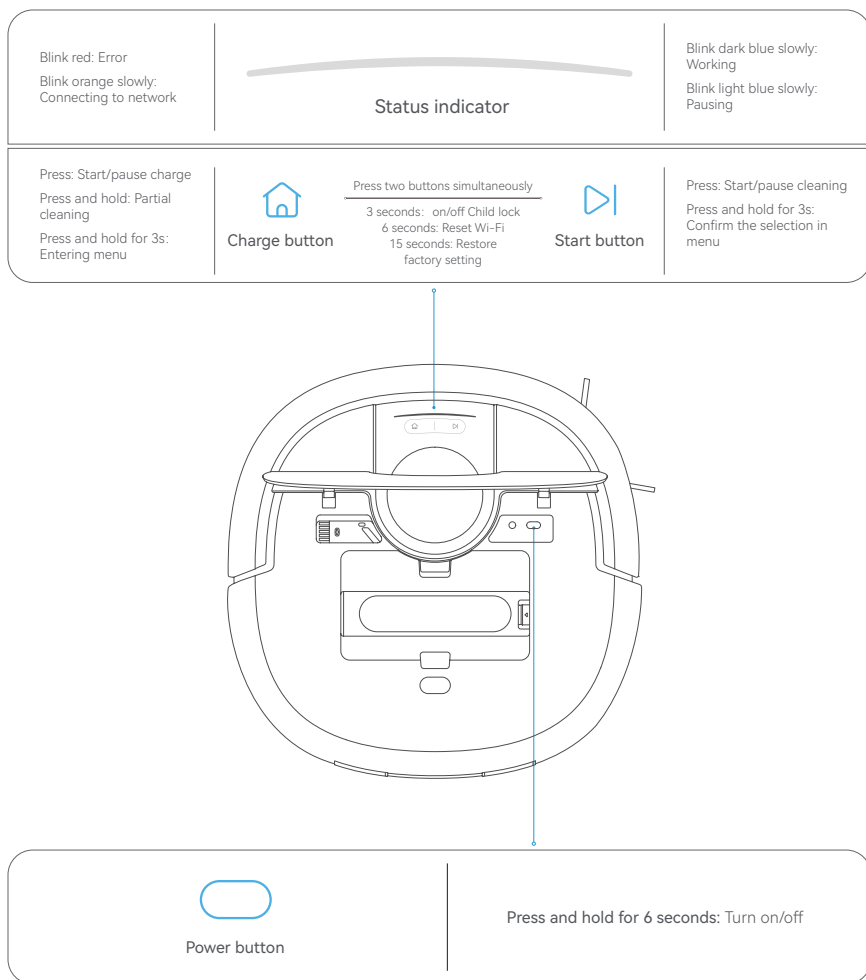 Blink red: Error
Blink orange slowly:
Connecting to network
Status indicator
Blink dark blue slowly:
Working
Blink light blue slowly:
Pausing
Press: Start/pause charge
Press and hold: Partial
cleaning
Press and hold for 3s:
Entering menu
Charge button
Press two buttons simultaneously
3 seconds: on/off Child lock
6 seconds: Reset Wi-Fi
15 seconds: Restore
factory setting
Start button
Press: Start/pause cleaning
Press and hold for 3s:
Confirm the selection in
menu
Power button
Press and hold for 6 seconds: Turn on/off